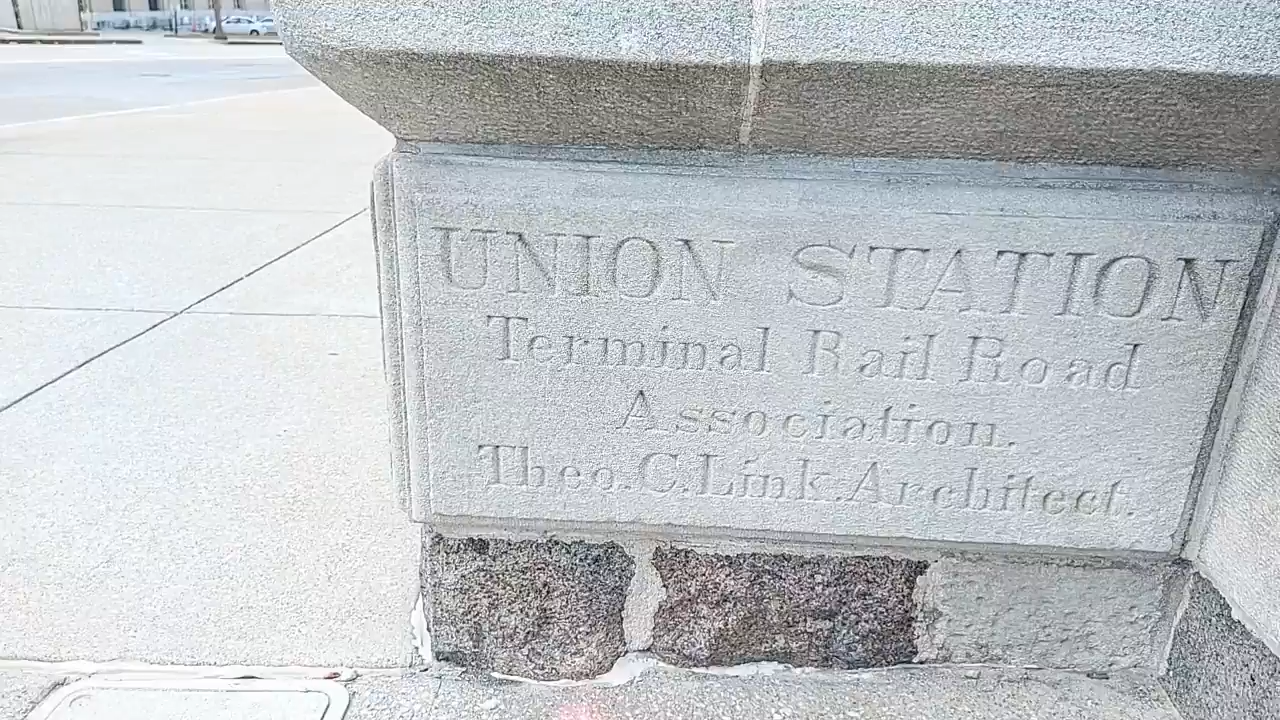 UNION STATION
Terminal Rail Road
Association.
Theo.C.Link.Architect.